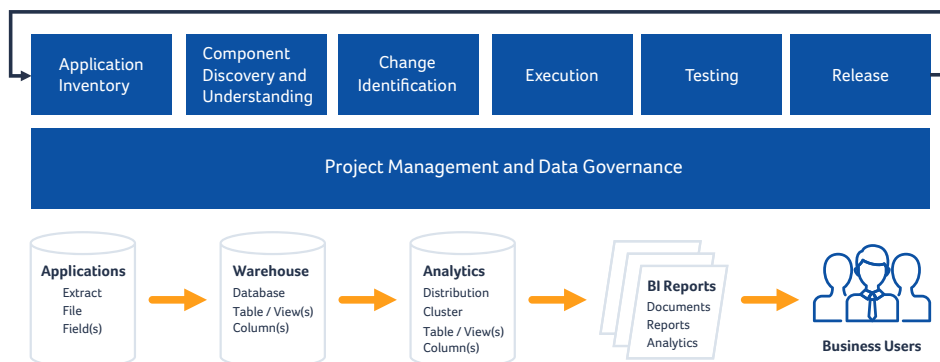 Application
Inventory
Component
Discovery and
Understanding
Change
Identification
Execution
Testing
Release
Project Management and Data Governance
Applications
Extract
File
Field(s)
Warehouse
Database
Table / View(s)
Column(s)
Analytics
Distribution
Cluster
Table / View(s)
Column(s)
BI Reports
Documents
Reports
Analytics
Business Users